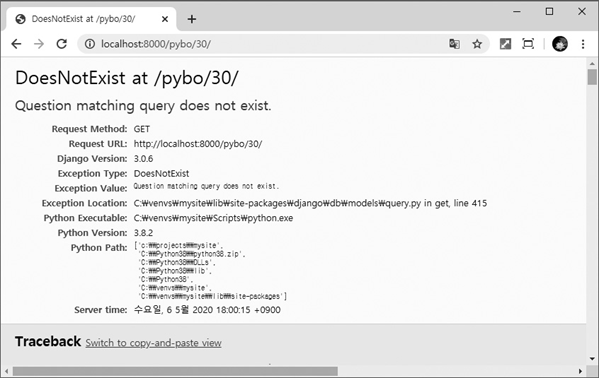 DoesNotExist at /pybo/30/
localhost:8000/pybo/30/
DoesNotExist at /pybo/30/
Question matching query does not exist.
Request Method: GET
Request URL: http://localhost:8000/pybo/30/
Django Version: 3.0.6
Exception Type: DoesNotExist
Exception Value: Question matching query does not exist.
Exception Location: C:₩venvs₩mysite₩lib₩site-packages₩django₩db₩models₩query.py in get, line 415
Python Executable: C:₩venvs₩mysite₩Scripts₩python.exe
Python Version: 3.8.2
Python Path: ['c:₩₩projects₩₩mysite',
'C:₩₩Python38₩₩python38.zip',
'C:₩₩Python38₩₩DLLs',
'C:₩₩Python38₩₩lib',
'C:₩₩Python38',
'C:₩₩venvs₩₩mysite',
'C:₩₩venvs₩₩mysite₩₩lib₩₩site-packages']
Server time: 수요일, 6 5월 2020 18:00:15 +0900
Traceback Switch to copy-and-paste view